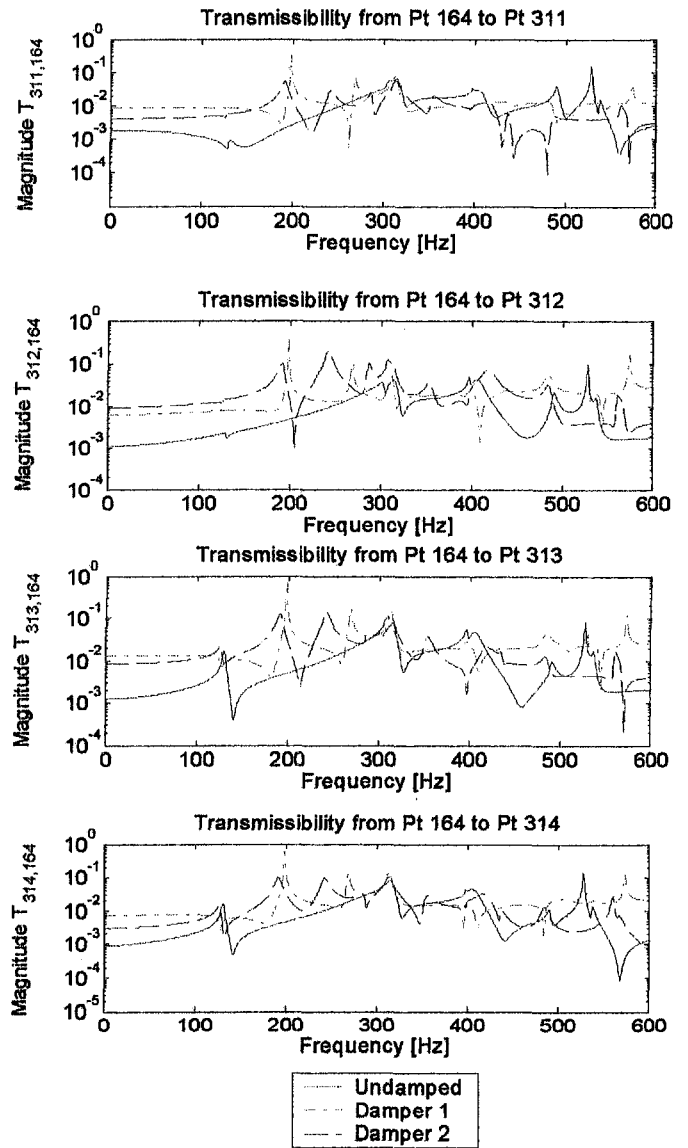 Transmissibility from Pt 164 to Pt 311
Magnitude T311,164
10^0
10^-1
10^-2
10^-3
10^-4
0 100 200 300 400 500 600
Frequency [Hz]
Transmissibility from Pt 164 to Pt 312
Magnitude T312,164
10^0
10^-1
10^-2
10^-3
10^-4
0 100 200 300 400 500 600
Frequency [Hz]
Transmissibility from Pt 164 to Pt 313
Magnitude T313,164
10^0
10^-1
10^-2
10^-3
10^-4
0 100 200 300 400 500 600
Frequency [Hz]
Transmissibility from Pt 164 to Pt 314
Magnitude T314,164
10^0
10^-1
10^-2
10^-3
10^-4
10^-5
0 100 200 300 400 500 600
Frequency [Hz]
Undamped
Damper 1
Damper 2